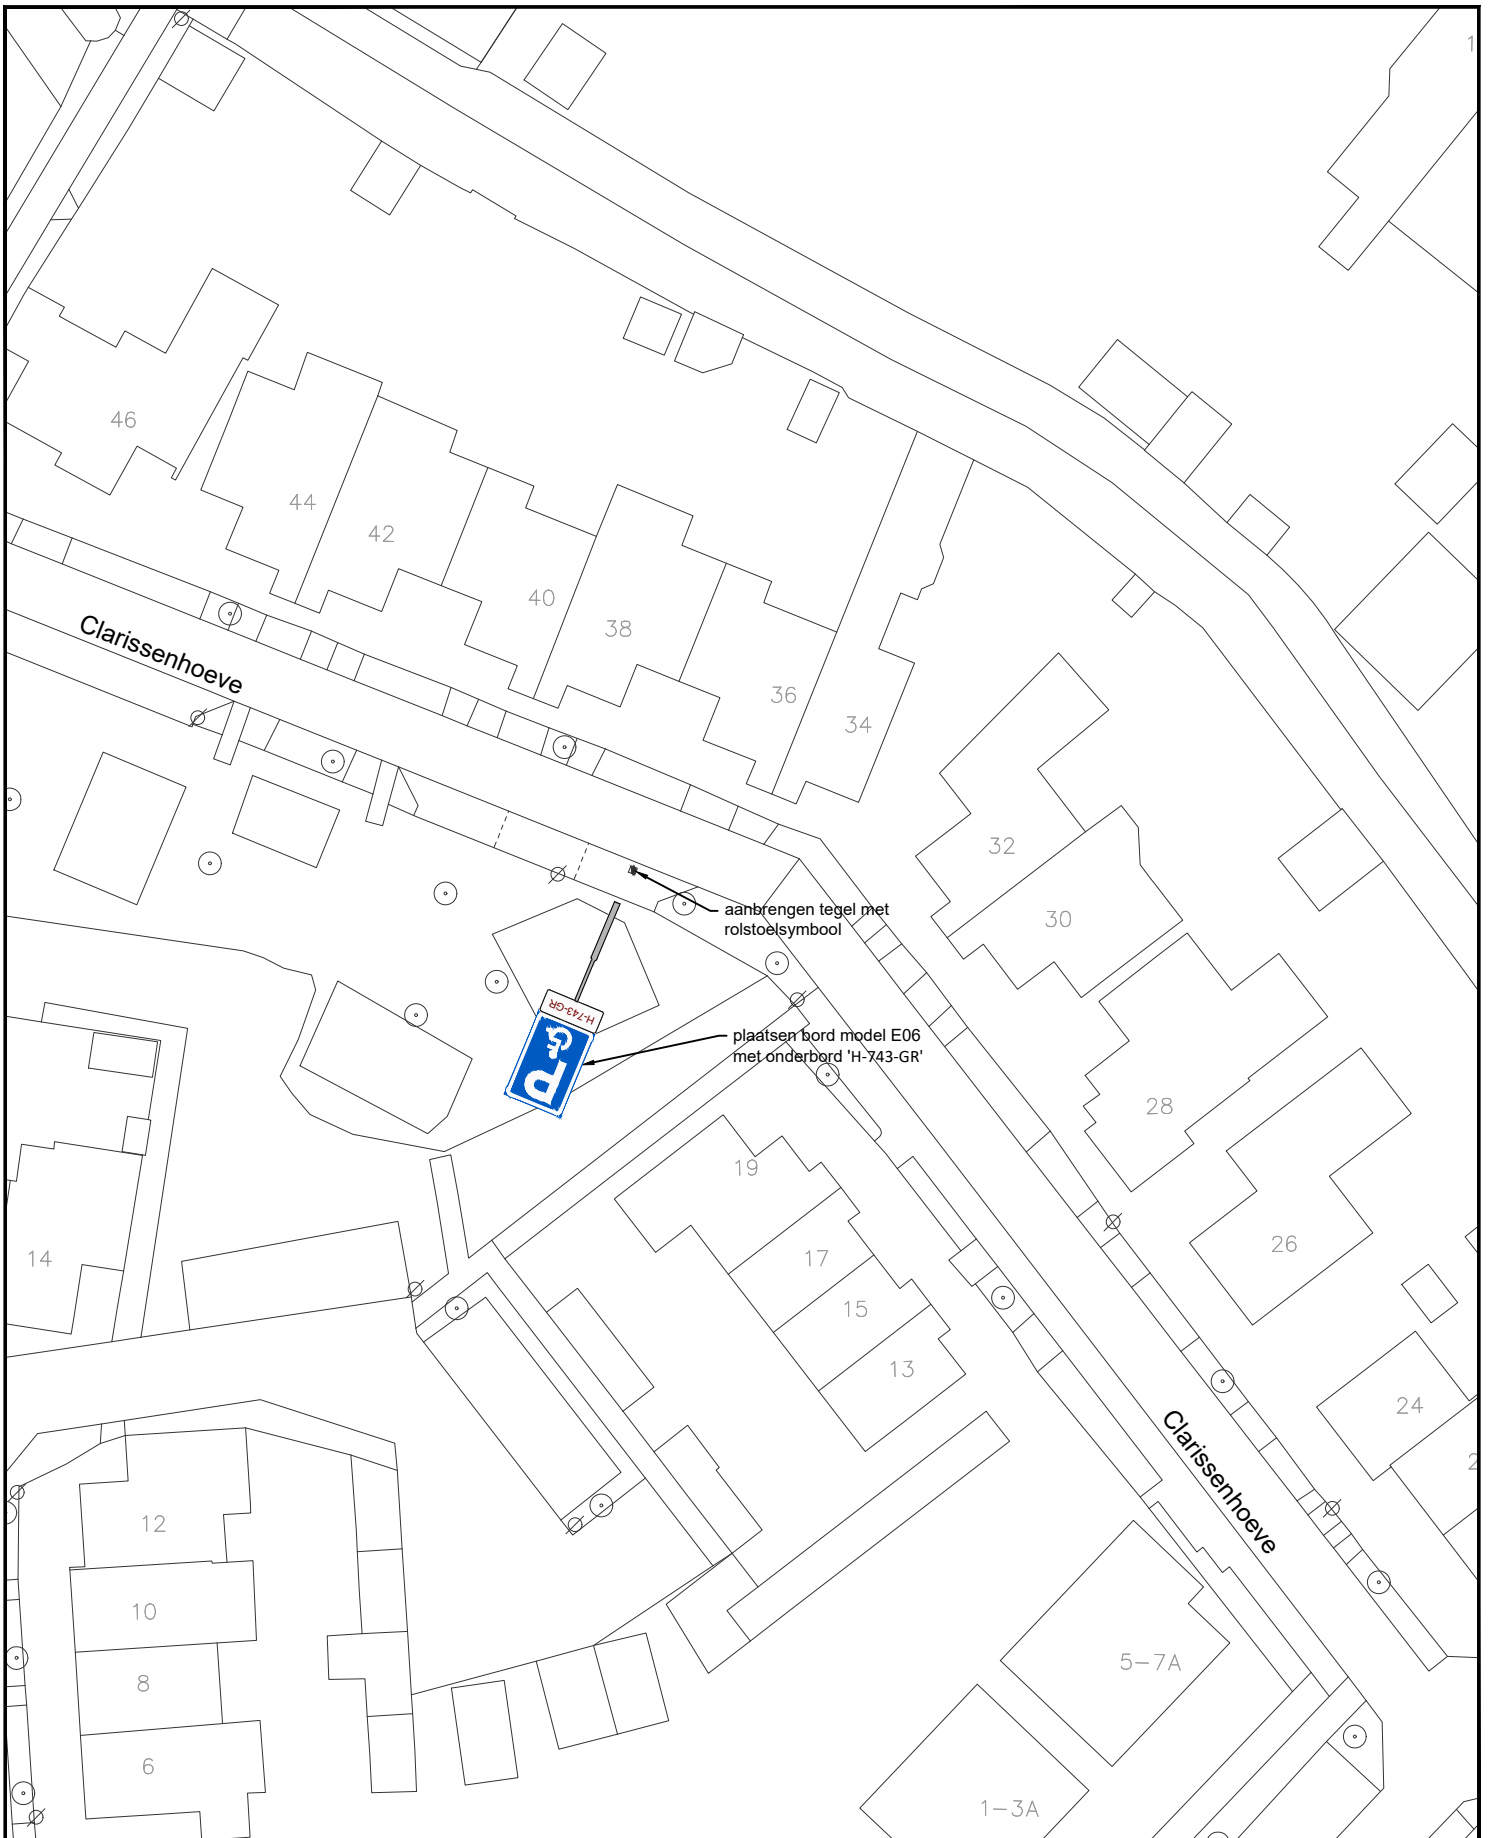 1
46
44
42
40
38
36
34
Clarissenhoeve
32
30
aanbrengen tegel met
rolstoelsymbool
H-743-GR
P
plaatsen bord model E06
met onderbord 'H-743-GR'
28
19
17
15
13
26
14
24
2
Clarissenhoeve
12
10
8
6
5-7A
1-3A